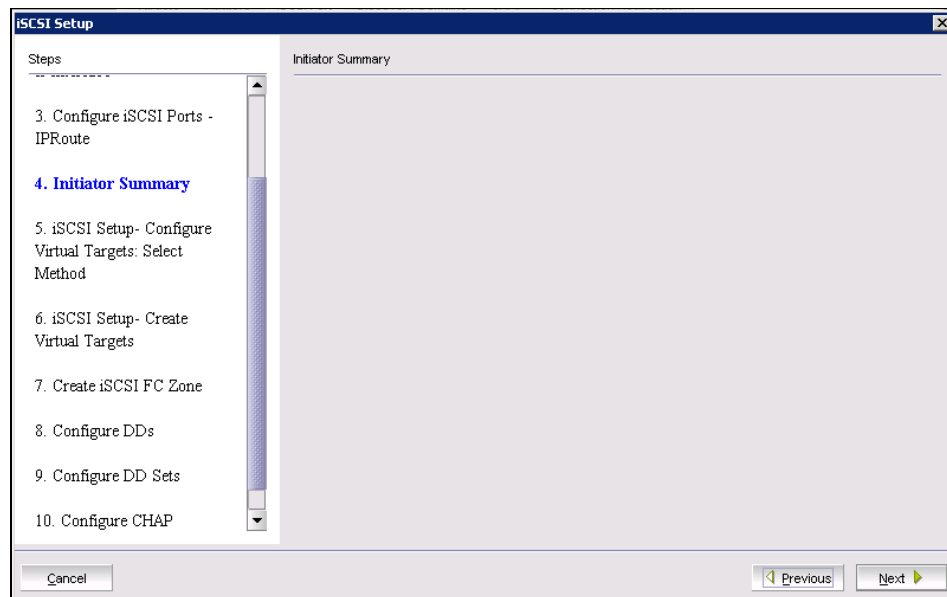 iSCSI Setup
Steps
Initiator Summary
3. Configure iSCSI Ports -
IPRoute
4. Initiator Summary
5. iSCSI Setup- Configure
Virtual Targets: Select
Method
6. iSCSI Setup- Create
Virtual Targets
7. Create iSCSI FC Zone
8. Configure DDs
9. Configure DD Sets
10. Configure CHAP
Cancel
Previous
Next